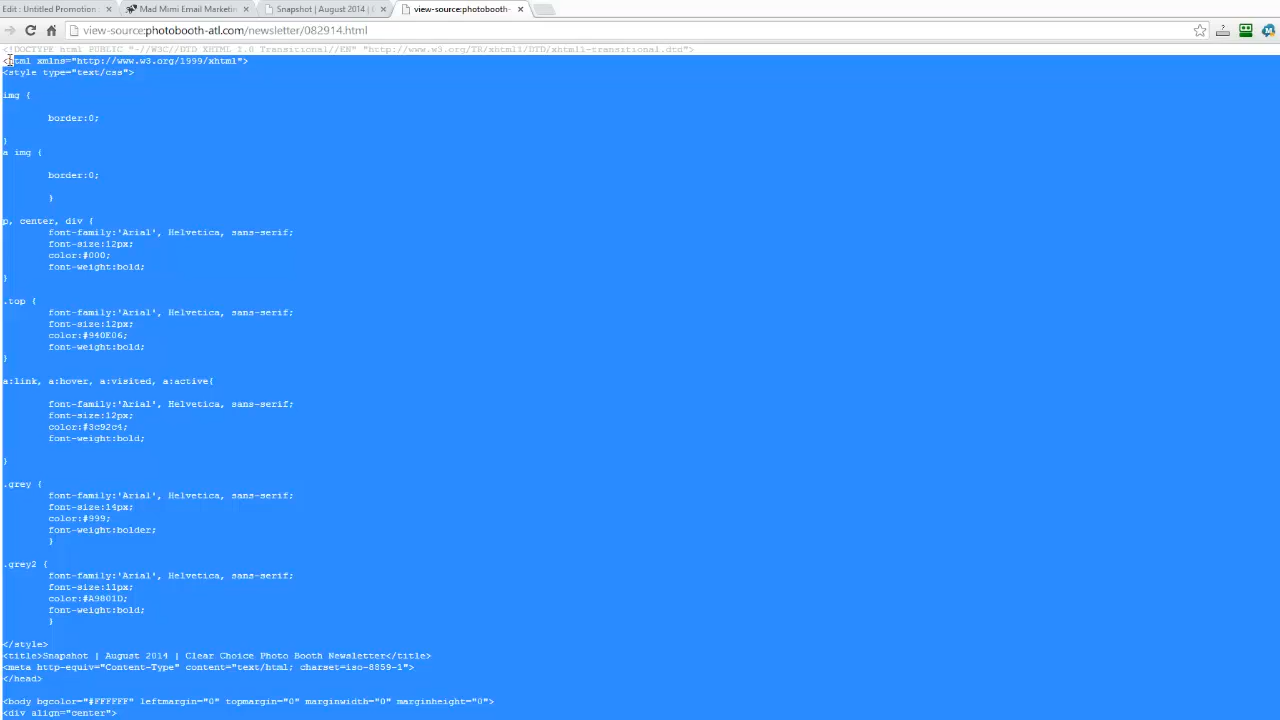 Edit : Untitled Promotion
Mad Mimi Email Marketin
Snapshot | August 2014 |
view-source:photobooth-
view-source:photobooth-atl.com/newsletter/082914.html
<!DOCTYPE html PUBLIC "-//W3C//DTD XHTML 1.0 Transitional//EN" "http://www.w3.org/TR/xhtml1/DTD/xhtml1-transitional.dtd">
<html xmlns="http://www.w3.org/1999/xhtml">
<style type="text/css">
img {
border:0;
}
a img {
border:0;
}
p, center, div {
font-family:'Arial', Helvetica, sans-serif;
font-size:12px;
color:#000;
font-weight:bold;
}
.top {
font-family:'Arial', Helvetica, sans-serif;
font-size:12px;
color:#940E06;
font-weight:bold;
}
a:link, a:hover, a:visited, a:active{
font-family:'Arial', Helvetica, sans-serif;
font-size:12px;
color:#3c92c4;
font-weight:bold;
}
.grey {
font-family:'Arial', Helvetica, sans-serif;
font-size:14px;
color:#999;
font-weight:bolder;
}
.grey2 {
font-family:'Arial', Helvetica, sans-serif;
font-size:11px;
color:#A9801D;
font-weight:bold;
}
</style>
<title>Snapshot | August 2014 | Clear Choice Photo Booth Newsletter</title>
<meta http-equiv="Content-Type" content="text/html; charset=iso-8859-1">
</head>
<body bgcolor="#FFFFFF" leftmargin="0" topmargin="0" marginwidth="0" marginheight="0">
<div align="center">